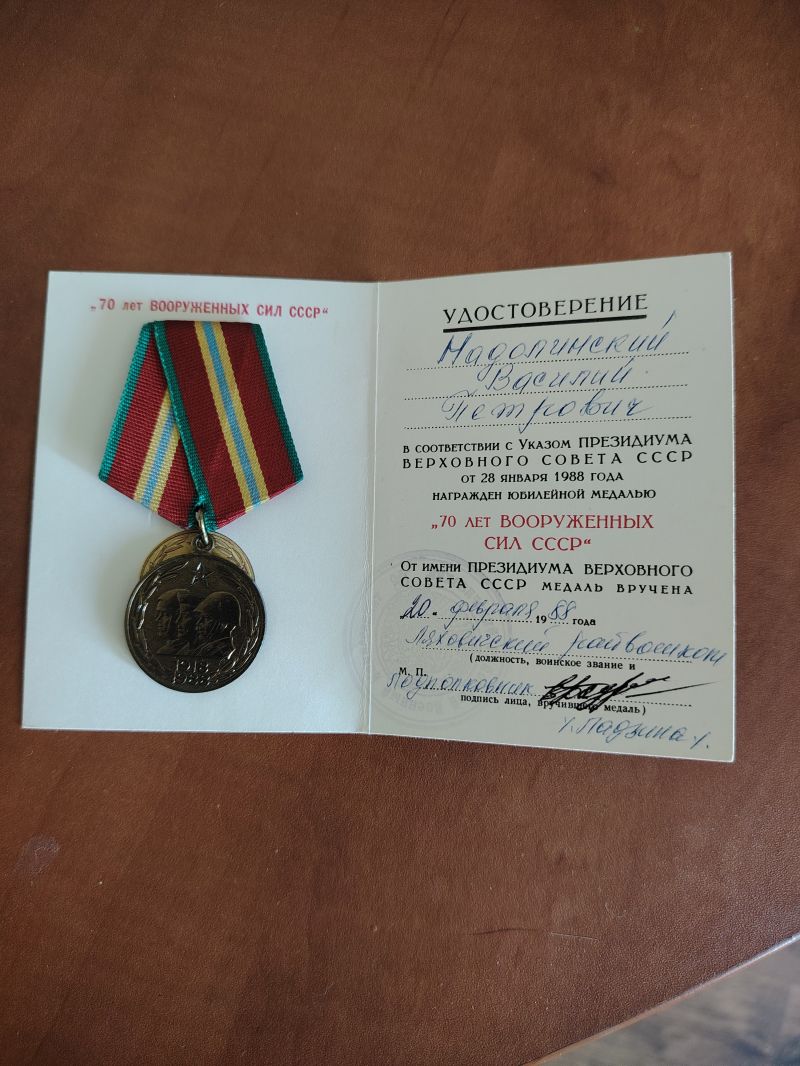 „70 лет ВООРУЖЕННЫХ СИЛ СССР“
1918
1988
УДОСТОВЕРЕНИЕ
Надолинский
Василий
Петрович
В СООТВЕТСТВИИ С УКАЗОМ ПРЕЗИДИУМА
ВЕРХОВНОГО СОВЕТА СССР
ОТ 28 ЯНВАРЯ 1988 ГОДА
НАГРАЖДЕН ЮБИЛЕЙНОЙ МЕДАЛЬЮ
„70 ЛЕТ ВООРУЖЕННЫХ
СИЛ СССР“
ОТ ИМЕНИ ПРЕЗИДИУМА ВЕРХОВНОГО
СОВЕТА СССР МЕДАЛЬ ВРУЧЕНА
20. февраля 1988 года
Ляховичский райвоенком
(должность, воинское звание и
М. П.
Подполковник
подпись лица, вручившего медаль)